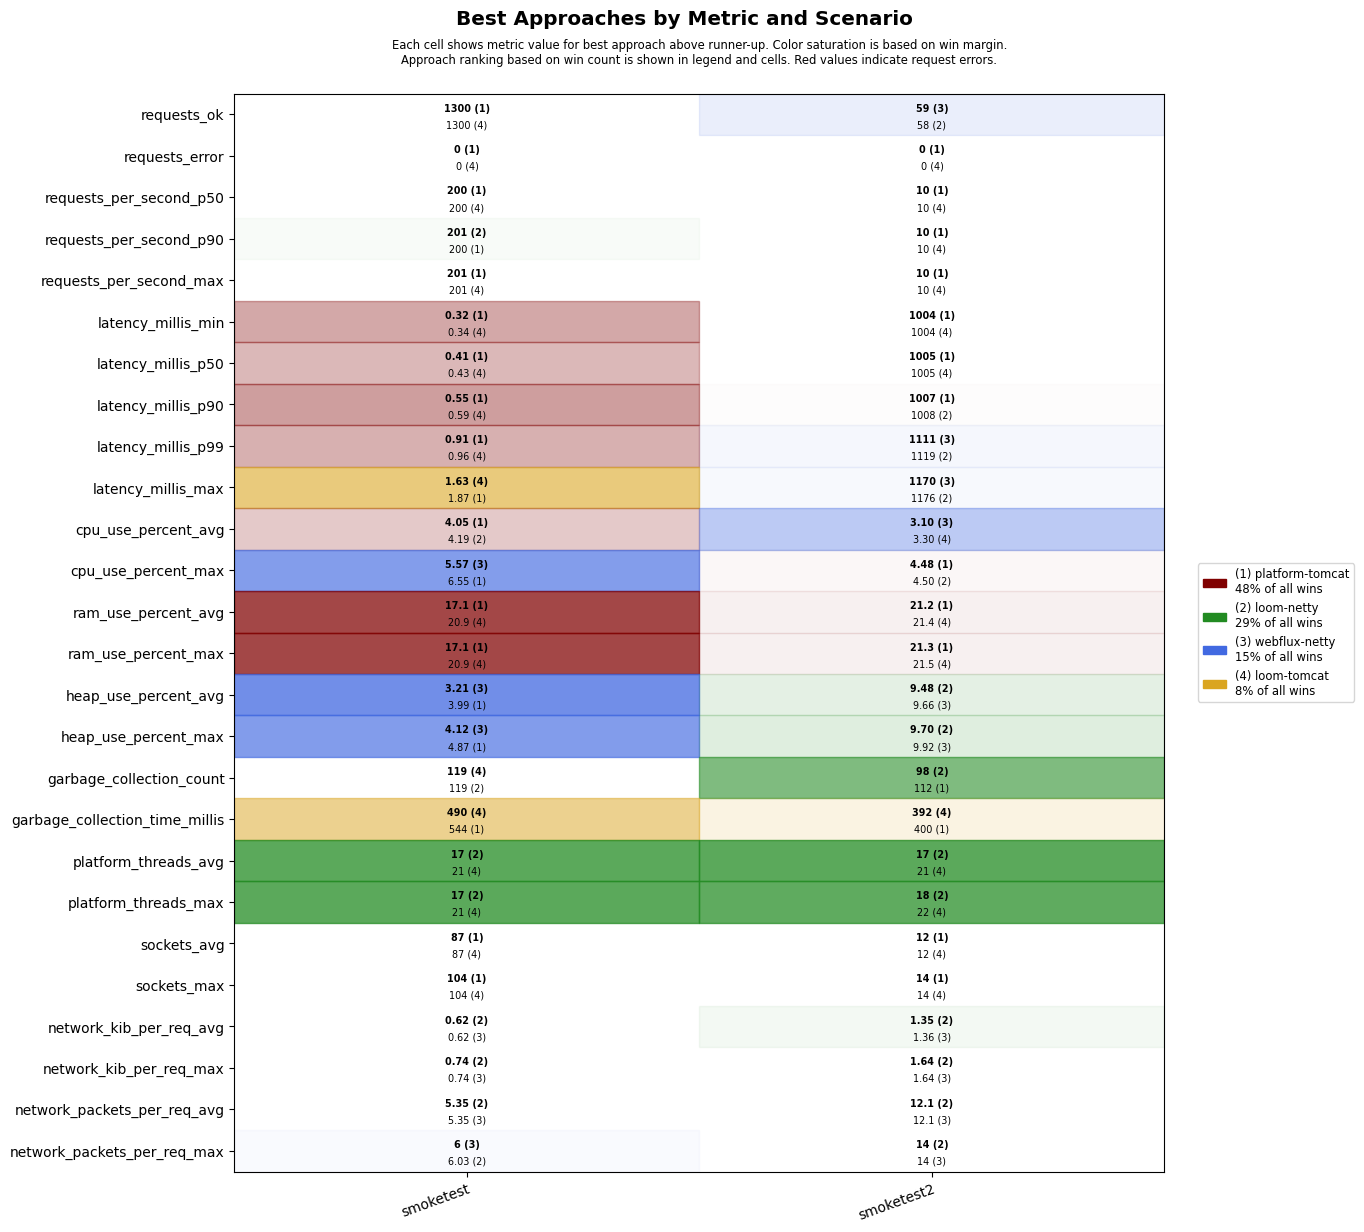 Best Approaches by Metric and Scenario
Each cell shows metric value for best approach above runner-up. Color saturation is based on win margin.
Approach ranking based on win count is shown in legend and cells. Red values indicate request errors.
requests_ok
1300 (1)
1300 (4)
59 (3)
58 (2)
requests_error
0 (1)
0 (4)
0 (1)
0 (4)
requests_per_second_p50
200 (1)
200 (4)
10 (1)
10 (4)
requests_per_second_p90
201 (2)
200 (1)
10 (1)
10 (4)
requests_per_second_max
201 (1)
201 (4)
10 (1)
10 (4)
latency_millis_min
0.32 (1)
0.34 (4)
1004 (1)
1004 (4)
latency_millis_p50
0.41 (1)
0.43 (4)
1005 (1)
1005 (4)
latency_millis_p90
0.55 (1)
0.59 (4)
1007 (1)
1008 (2)
latency_millis_p99
0.91 (1)
0.96 (4)
1111 (3)
1119 (2)
latency_millis_max
1.63 (4)
1.87 (1)
1170 (3)
1176 (2)
cpu_use_percent_avg
4.05 (1)
4.19 (2)
3.10 (3)
3.30 (4)
cpu_use_percent_max
5.57 (3)
6.55 (1)
4.48 (1)
4.50 (2)
ram_use_percent_avg
17.1 (1)
20.9 (4)
21.2 (1)
21.4 (4)
ram_use_percent_max
17.1 (1)
20.9 (4)
21.3 (1)
21.5 (4)
heap_use_percent_avg
3.21 (3)
3.99 (1)
9.48 (2)
9.66 (3)
heap_use_percent_max
4.12 (3)
4.87 (1)
9.70 (2)
9.92 (3)
garbage_collection_count
119 (4)
119 (2)
98 (2)
112 (1)
garbage_collection_time_millis
490 (4)
544 (1)
392 (4)
400 (1)
platform_threads_avg
17 (2)
21 (4)
17 (2)
21 (4)
platform_threads_max
17 (2)
21 (4)
18 (2)
22 (4)
sockets_avg
87 (1)
87 (4)
12 (1)
12 (4)
sockets_max
104 (1)
104 (4)
14 (1)
14 (4)
network_kib_per_req_avg
0.62 (2)
0.62 (3)
1.35 (2)
1.36 (3)
network_kib_per_req_max
0.74 (2)
0.74 (3)
1.64 (2)
1.64 (3)
network_packets_per_req_avg
5.35 (2)
5.35 (3)
12.1 (2)
12.1 (3)
network_packets_per_req_max
6 (3)
6.03 (2)
14 (2)
14 (3)
smoketest
smoketest2
(1) platform-tomcat
48% of all wins
(2) loom-netty
29% of all wins
(3) webflux-netty
15% of all wins
(4) loom-tomcat
8% of all wins